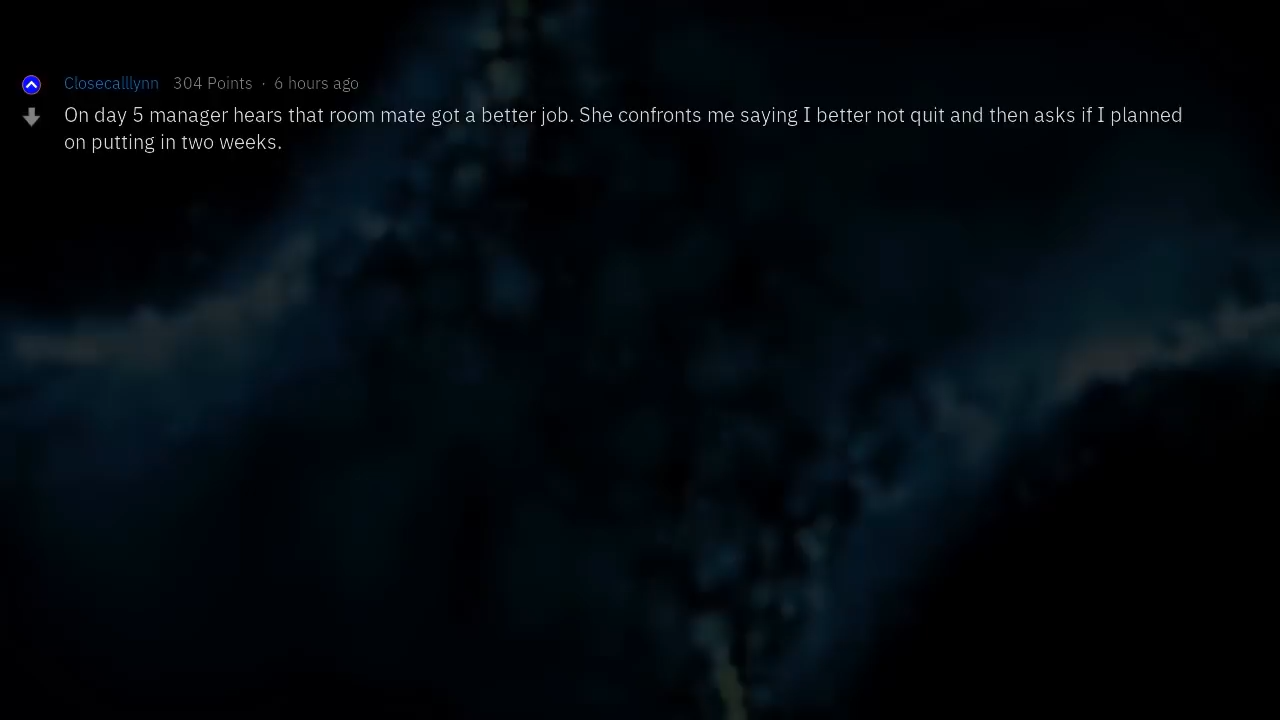 Closecalllynn 304 Points · 6 hours ago
On day 5 manager hears that room mate got a better job. She confronts me saying I better not quit and then asks if I planned
on putting in two weeks.